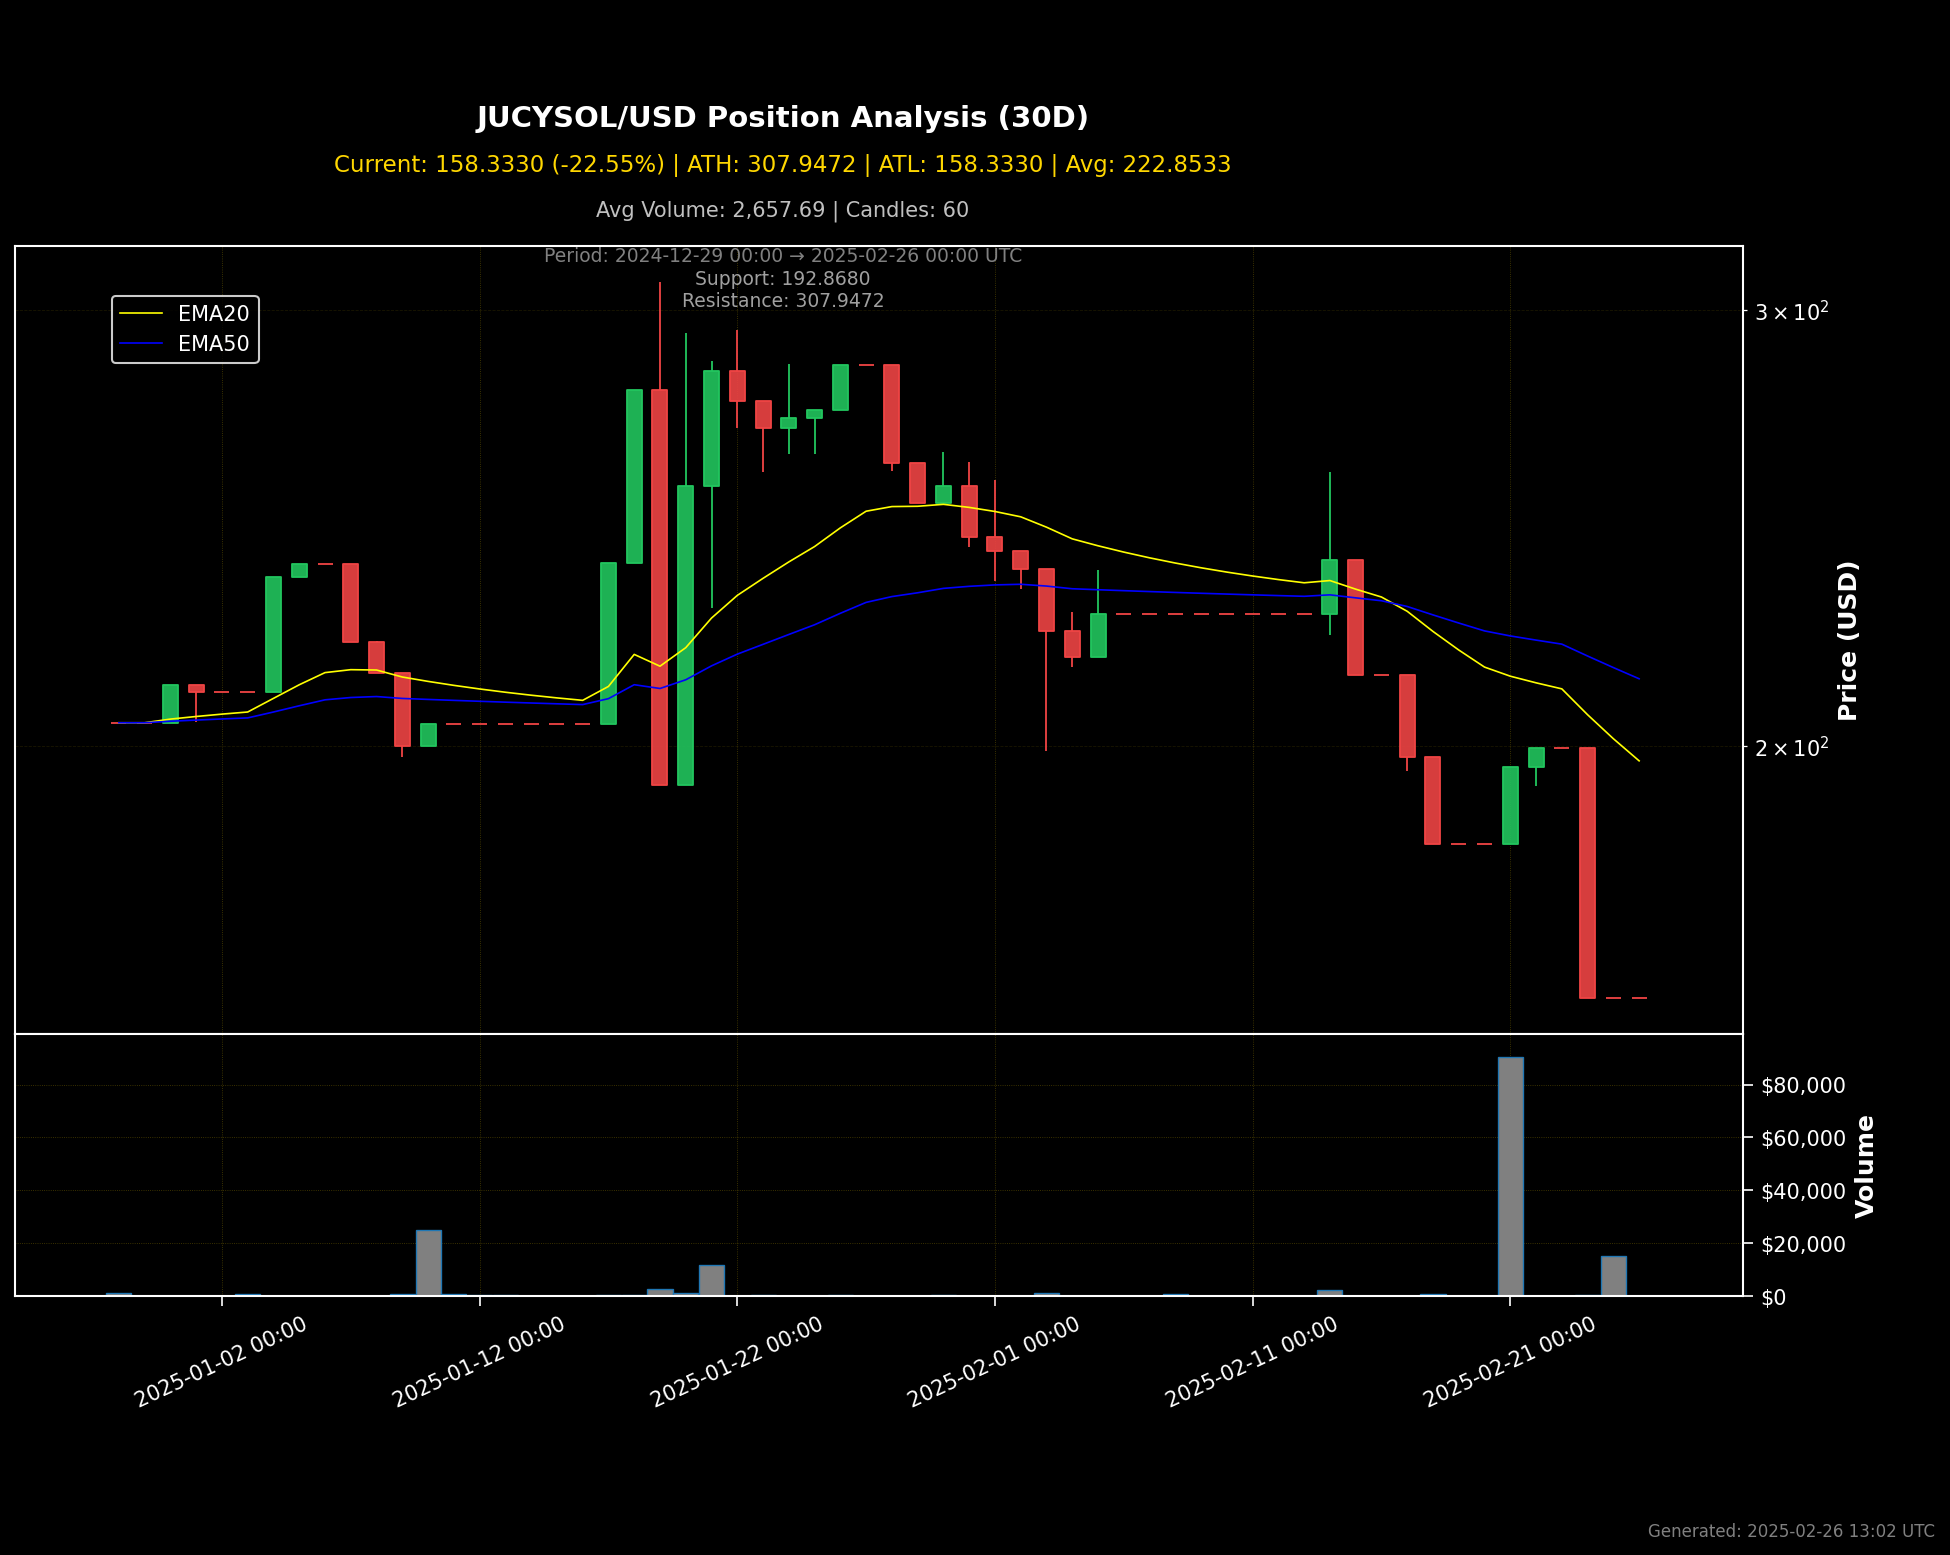 JUCYSOL/USD Position Analysis (30D)
Current: 158.3330 (-22.55%) | ATH: 307.9472 | ATL: 158.3330 | Avg: 222.8533
Avg Volume: 2,657.69 | Candles: 60
Period: 2024-12-29 00:00 → 2025-02-26 00:00 UTC
Support: 192.8680
Resistance: 307.9472
EMA20
EMA50
3 × 10²
2 × 10²
Price (USD)
$80,000
$60,000
$40,000
$20,000
$0
Volume
2025-01-02 00:00
2025-01-12 00:00
2025-01-22 00:00
2025-02-01 00:00
2025-02-11 00:00
2025-02-21 00:00
Generated: 2025-02-26 13:02 UTC